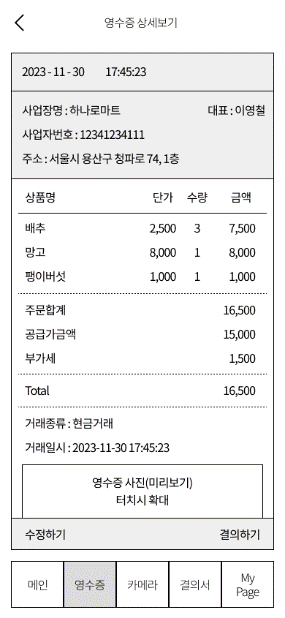 영수증 상세보기
2023 - 11 - 30 17:45:23
사업장명 : 하나로마트 대표 : 이영철
사업자번호 : 12341234111
주소 : 서울시 용산구 청파로 74, 1층
상품명 단가 수량 금액
배추 2,500 3 7,500
망고 8,000 1 8,000
팽이버섯 1,000 1 1,000
주문합계 16,500
공급가금액 15,000
부가세 1,500
Total 16,500
거래종류 : 현금거래
거래일시 : 2023-11-30 17:45:23
영수증 사진(미리보기)
터치시 확대
수정하기 결의하기
메인 영수증 카메라 결의서 My
Page